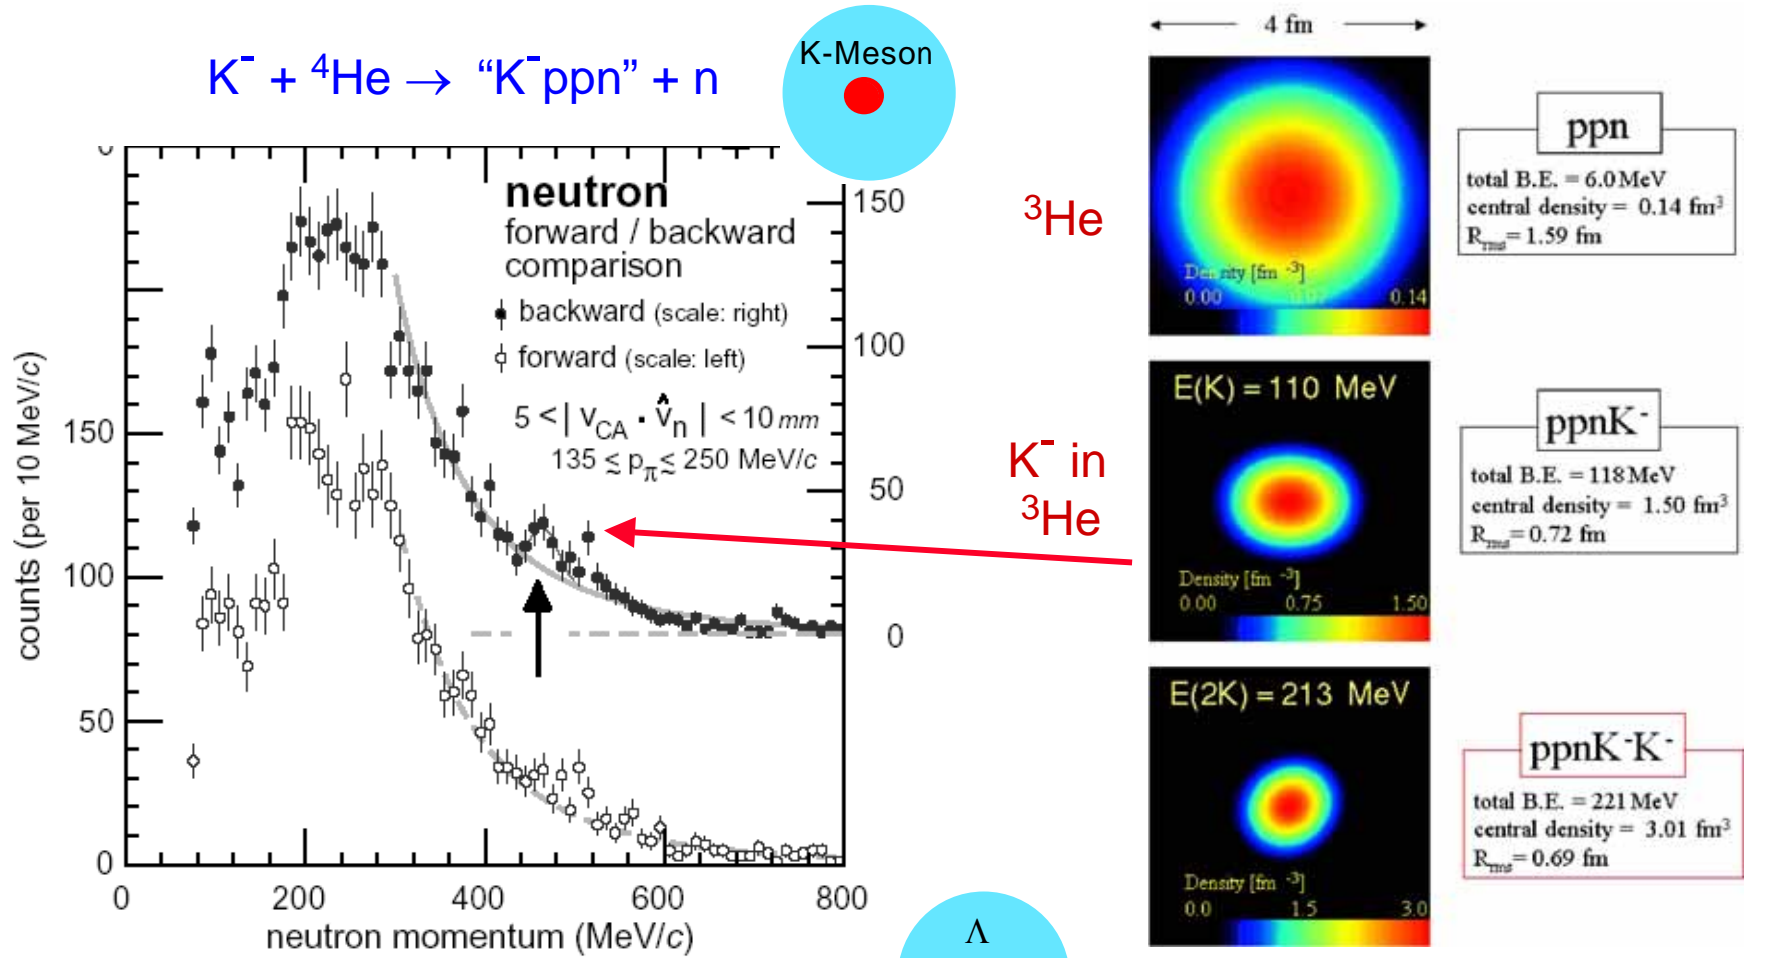 K⁻ + ⁴He → “K⁻ppn” + n
K-Meson
neutron
forward / backward
comparison
backward (scale: right)
forward (scale: left)
5 < | v_CA · v̂_n | < 10 mm
135 ≲ p_π ≲ 250 MeV/c
counts (per 10 MeV/c)
150
100
50
0
150
100
50
0
0 200 400 600 800
neutron momentum (MeV/c)
Λ
³He
K⁻ in
³He
4 fm
Density [fm ⁻³]
0.00 0.07 0.14
ppn
total B.E. = 6.0 MeV
central density = 0.14 fm³
R_rms = 1.59 fm
E(K) = 110 MeV
Density [fm ⁻³]
0.00 0.75 1.50
ppnK⁻
total B.E. = 118 MeV
central density = 1.50 fm³
R_rms = 0.72 fm
E(2K) = 213 MeV
Density [fm ⁻³]
0.0 1.5 3.0
ppnK⁻K⁻
total B.E. = 221 MeV
central density = 3.01 fm³
R_rms = 0.69 fm